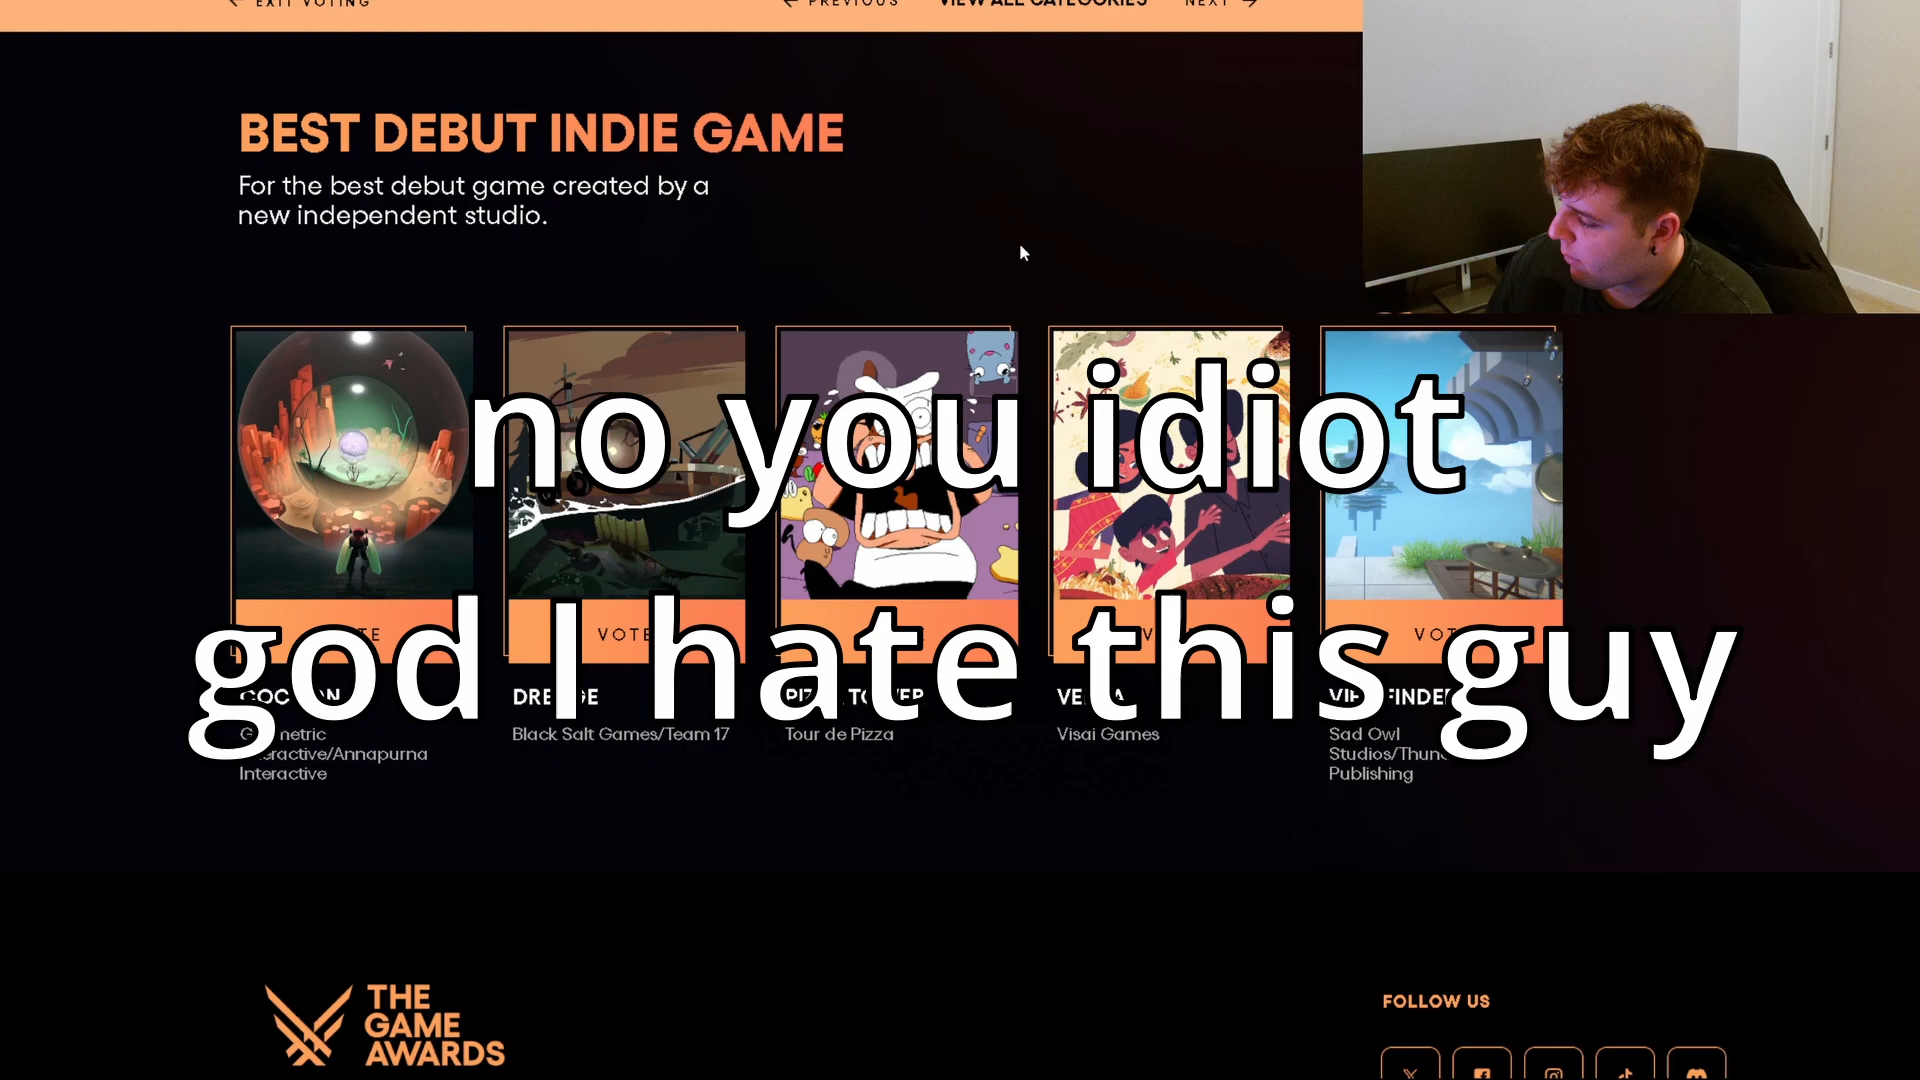 EXIT VOTING
PREVIOUS
VIEW ALL CATEGORIES
NEXT
BEST DEBUT INDIE GAME
For the best debut game created by a
new independent studio.
no you idiot
VOTE
god I hate this guy
Black Salt Games/Team 17
Tour de Pizza
Visai Games
Sad Owl
Interactive
Publishing
THE
GAME
AWARDS
FOLLOW US